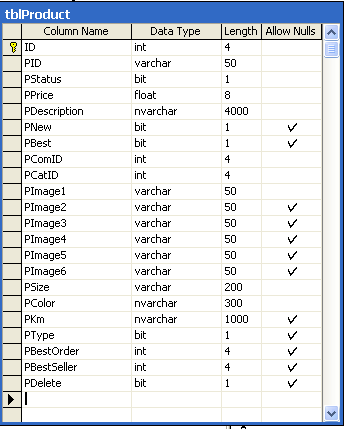 tblProduct
Column Name Data Type Length Allow Nulls
ID int 4
PID varchar 50
PStatus bit 1
PPrice float 8
PDescription nvarchar 4000
PNew bit 1 ✓
PBest bit 1 ✓
PComID int 4
PCatID int 4
PImage1 varchar 50
PImage2 varchar 50 ✓
PImage3 varchar 50 ✓
PImage4 varchar 50 ✓
PImage5 varchar 50 ✓
PImage6 varchar 50 ✓
PSize varchar 200
PColor nvarchar 300
PKm nvarchar 1000 ✓
PType bit 1 ✓
PBestOrder int 4 ✓
PBestSeller int 4 ✓
PDelete bit 1 ✓